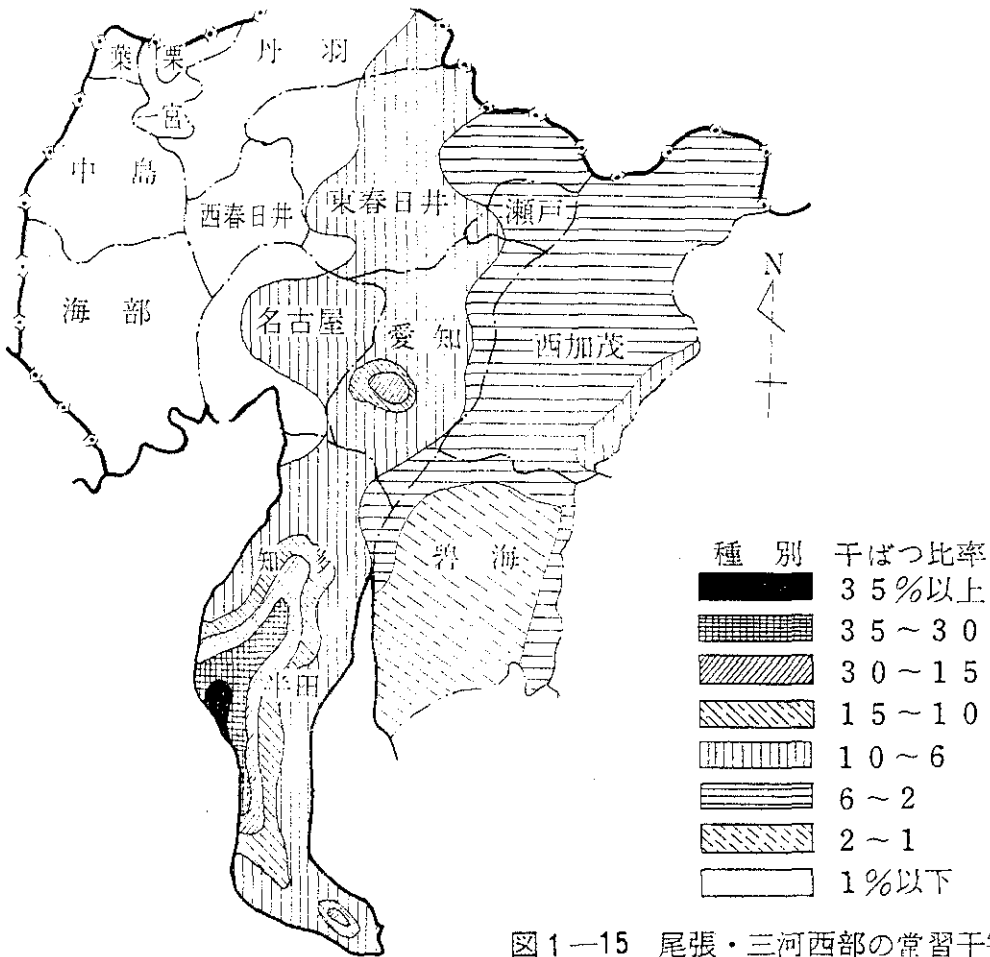 葉栗
丹羽
一宮
中島
西春日井
東春日井
瀬戸
海部
名古屋
愛知
西加茂
N
知多
碧海
半田
種別 干ばつ比率
35%以上
35~30
30~15
15~10
10~6
6~2
2~1
1%以下
図1—15 尾張・三河西部の常習干